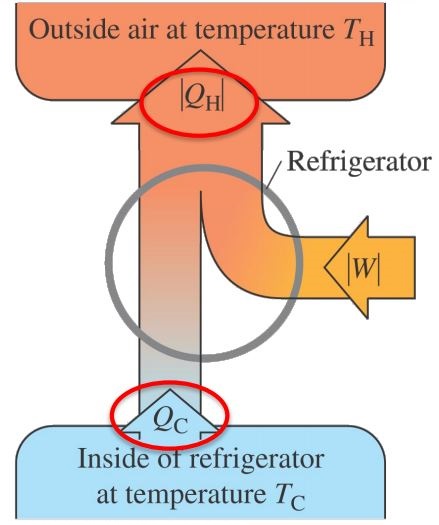 Outside air at temperature T_H
|Q_H|
Refrigerator
|W|
Q_C
Inside of refrigerator
at temperature T_C